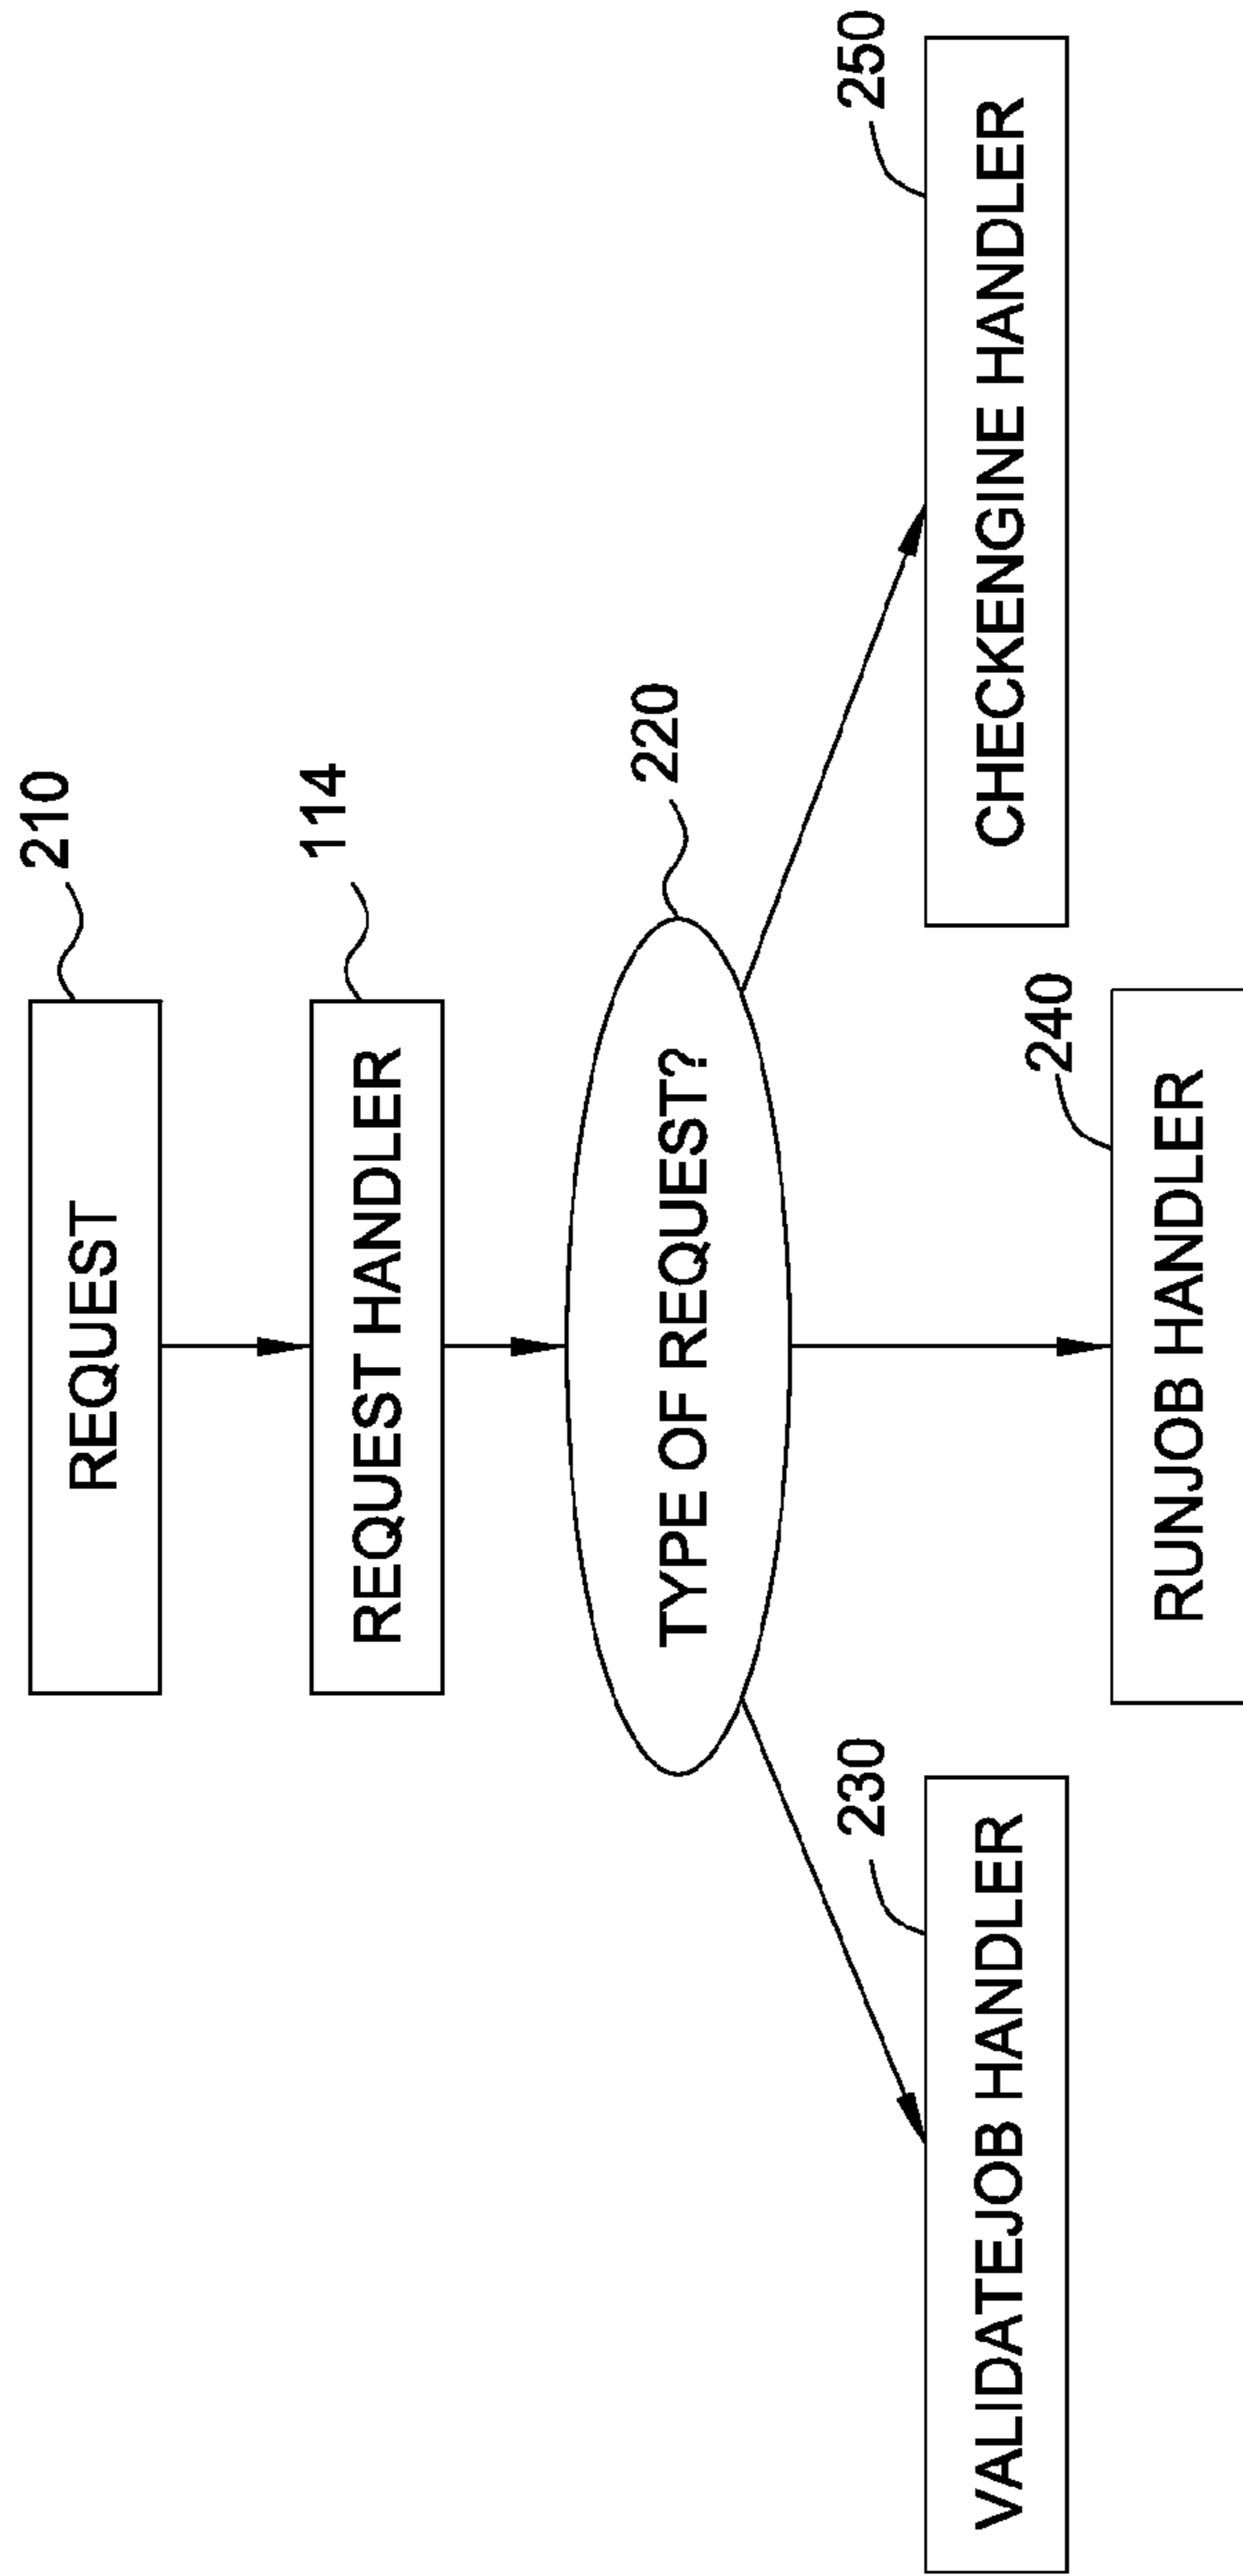 210
REQUEST
114
REQUEST HANDLER
220
TYPE OF REQUEST?
230
VALIDATEJOB HANDLER
240
RUNJOB HANDLER
250
CHECKENGINE HANDLER